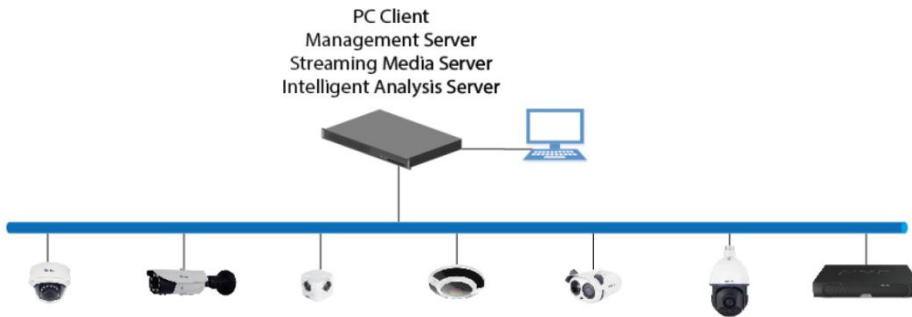 PC Client
Management Server
Streaming Media Server
Intelligent Analysis Server